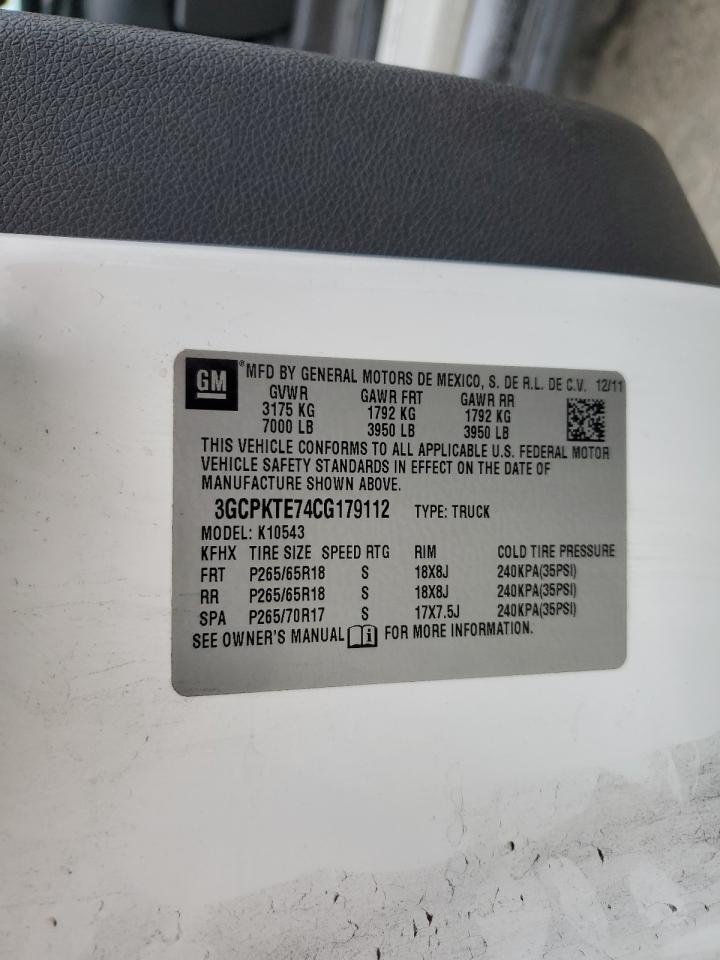 GM ® MFD BY GENERAL MOTORS DE MEXICO, S. DE R.L. DE C.V. 12/11
GVWR GAWR FRT GAWR RR
3175 KG 1792 KG 1792 KG
7000 LB 3950 LB 3950 LB
THIS VEHICLE CONFORMS TO ALL APPLICABLE U.S. FEDERAL MOTOR
VEHICLE SAFETY STANDARDS IN EFFECT ON THE DATE OF
MANUFACTURE SHOWN ABOVE.
3GCPKTE74CG179112 TYPE: TRUCK
MODEL: K10543
KFHX TIRE SIZE SPEED RTG RIM COLD TIRE PRESSURE
FRT P265/65R18 S 18X8J 240KPA(35PSI)
RR P265/65R18 S 18X8J 240KPA(35PSI)
SPA P265/70R17 S 17X7.5J 240KPA(35PSI)
SEE OWNER'S MANUAL i FOR MORE INFORMATION.